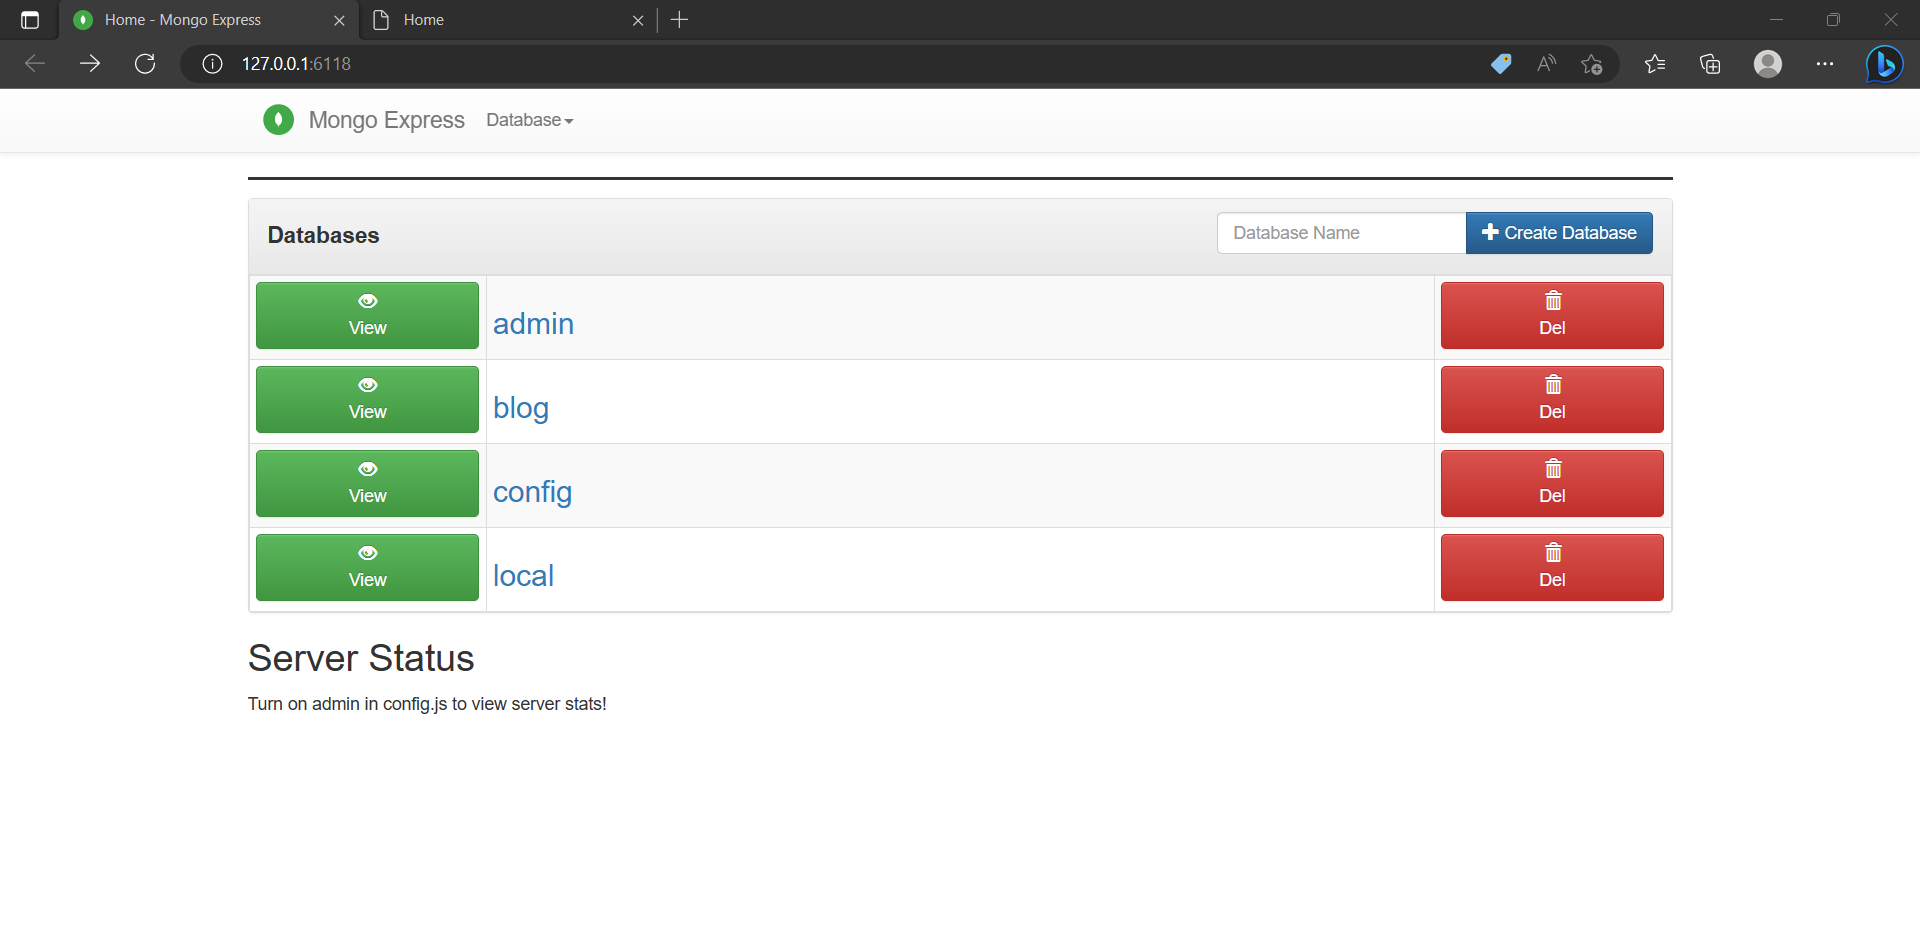 Home - Mongo Express
Home
127.0.0.1:6118
Mongo Express Database
Databases
Database Name
Create Database
View
admin
Del
View
blog
Del
View
config
Del
View
local
Del
Server Status
Turn on admin in config.js to view server stats!